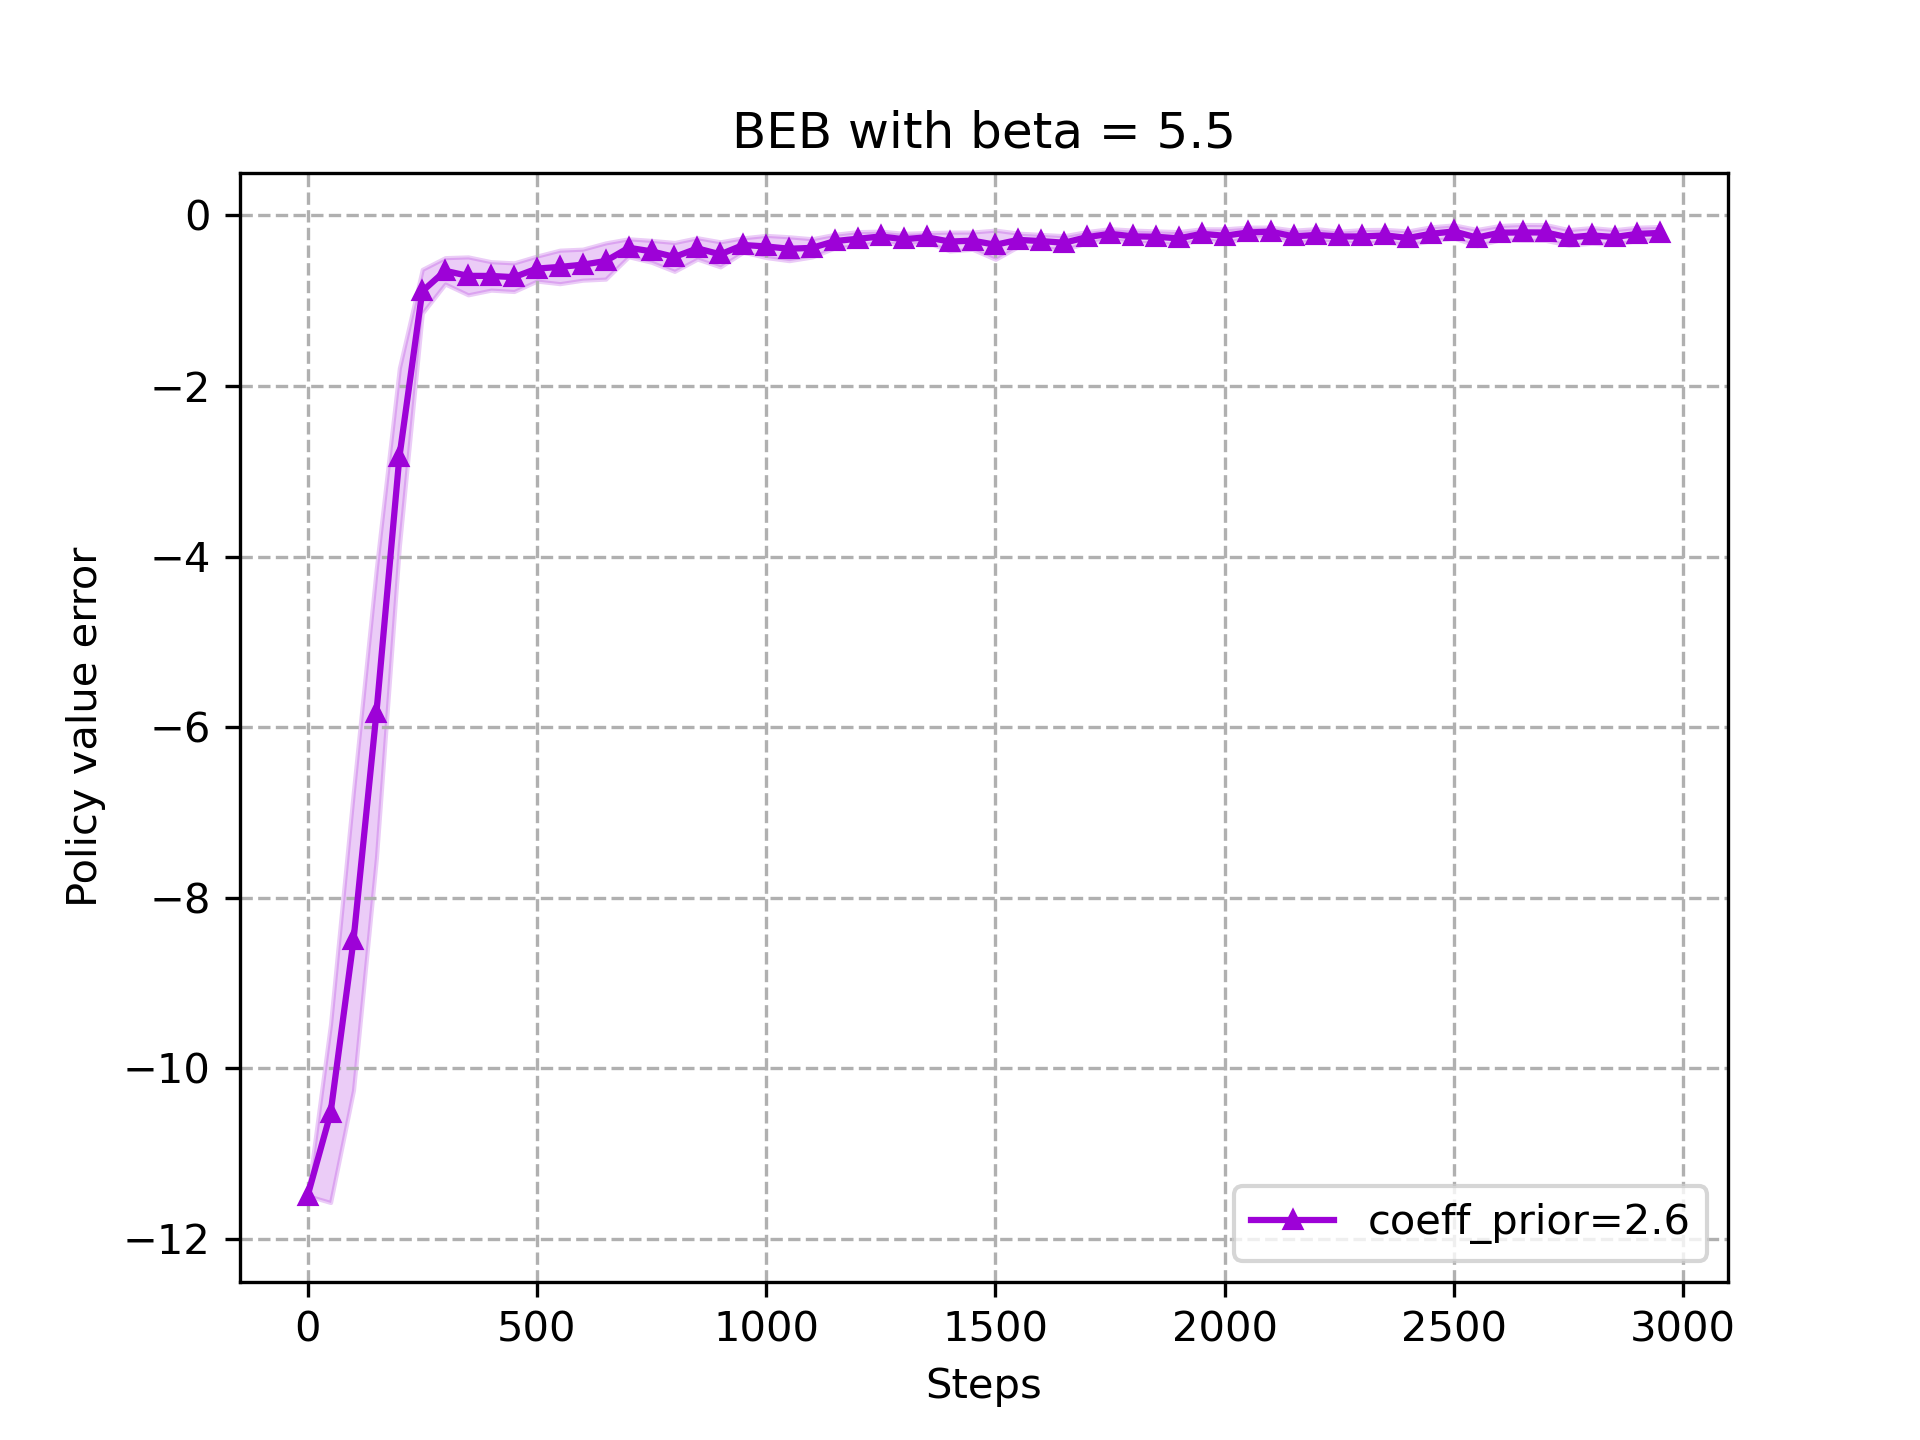 BEB with beta = 5.5
Policy value error
0
−2
−4
−6
−8
−10
−12
coeff_prior=2.6
0 500 1000 1500 2000 2500 3000
Steps